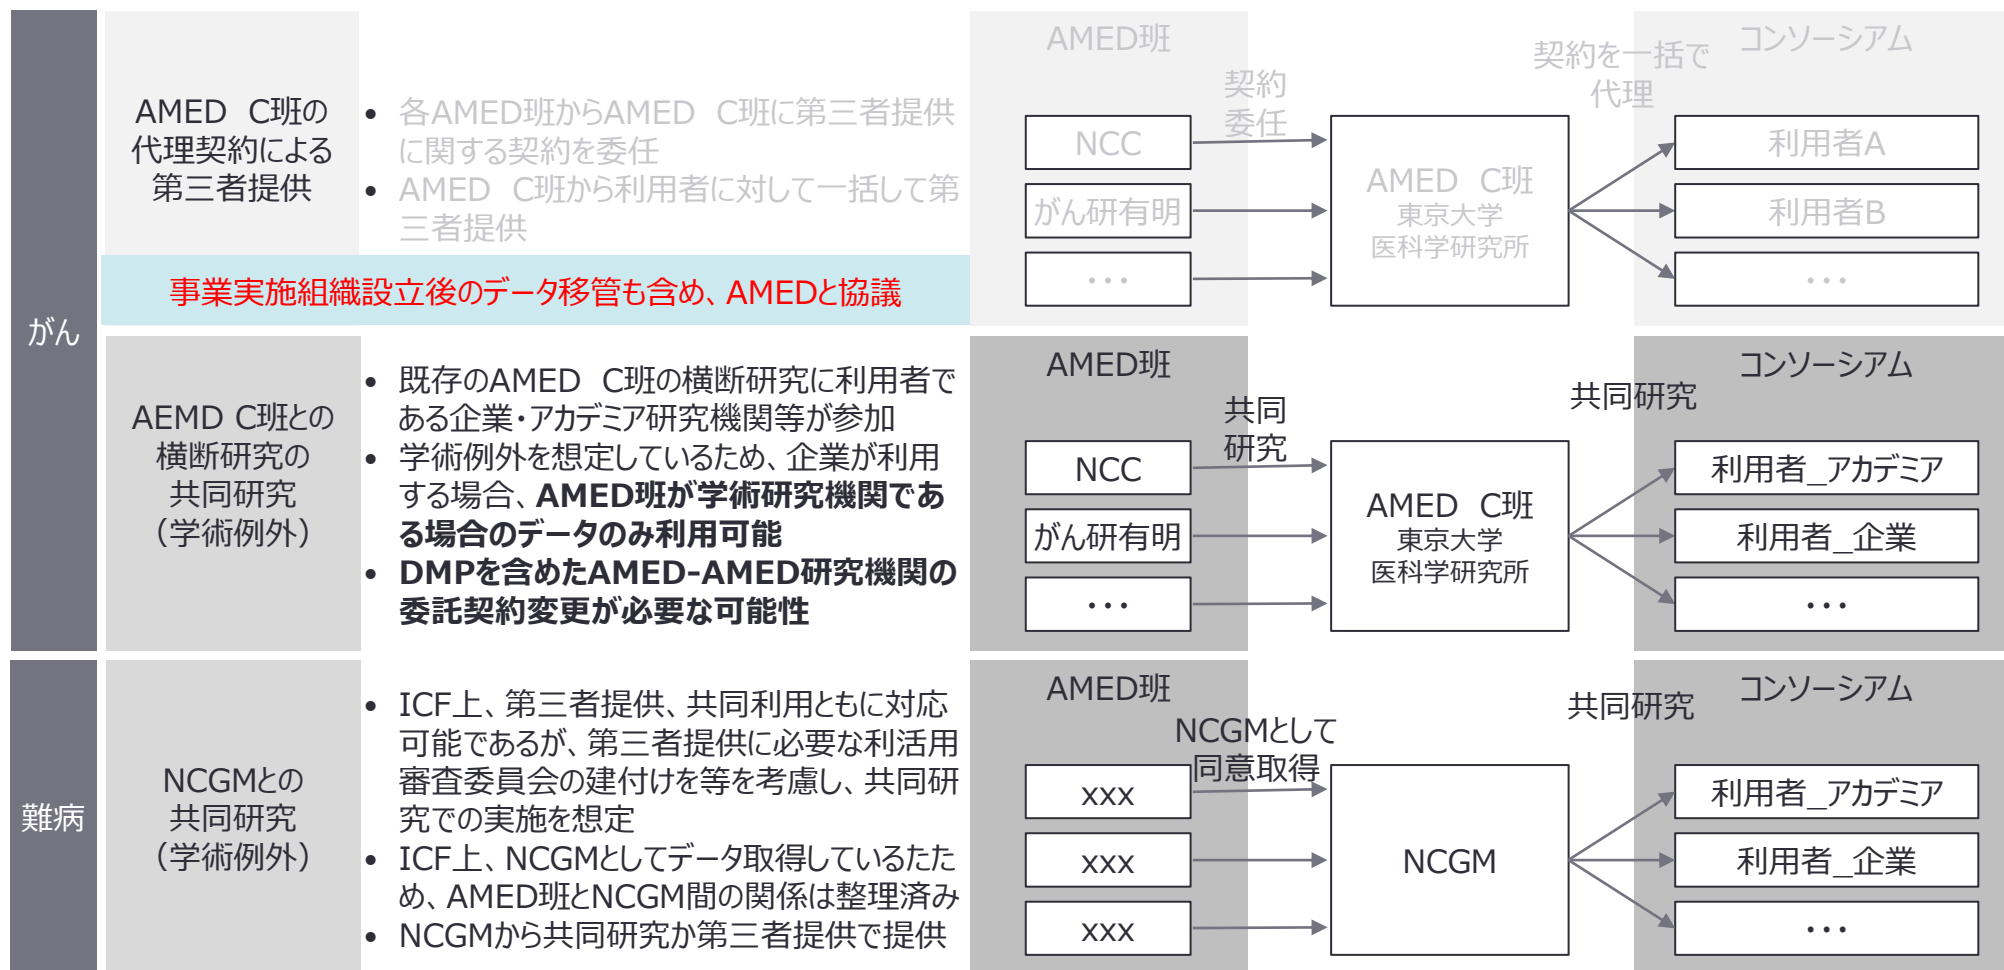 がん
AMED　C班の
代理契約による
第三者提供
• 各AMED班からAMED　C班に第三者提供
に関する契約を委任
• AMED　C班から利用者に対して一括して第
三者提供
事業実施組織設立後のデータ移管も含め、AMEDと協議
AMED班
契約
委任
NCC
がん研有明
・・・
AMED　C班
東京大学
医科学研究所
契約を一括で
代理
コンソーシアム
利用者A
利用者B
・・・
AEMD C班との
横断研究の
共同研究
（学術例外）
• 既存のAMED　C班の横断研究に利用者で
ある企業・アカデミア研究機関等が参加
• 学術例外を想定しているため、企業が利用
する場合、AMED班が学術研究機関であ
る場合のデータのみ利用可能
• DMPを含めたAMED-AMED研究機関の
委託契約変更が必要な可能性
AMED班
共同
研究
NCC
がん研有明
・・・
AMED　C班
東京大学
医科学研究所
共同研究
コンソーシアム
利用者_アカデミア
利用者_企業
・・・
難病
NCGMとの
共同研究
（学術例外）
• ICF上、第三者提供、共同利用ともに対応
可能であるが、第三者提供に必要な利活用
審査委員会の建付けを等を考慮し、共同研
究での実施を想定
• ICF上、NCGMとしてデータ取得しているたた
め、AMED班とNCGM間の関係は整理済み
• NCGMから共同研究か第三者提供で提供
AMED班
NCGMとして
同意取得
xxx
xxx
xxx
NCGM
共同研究
コンソーシアム
利用者_アカデミア
利用者_企業
・・・